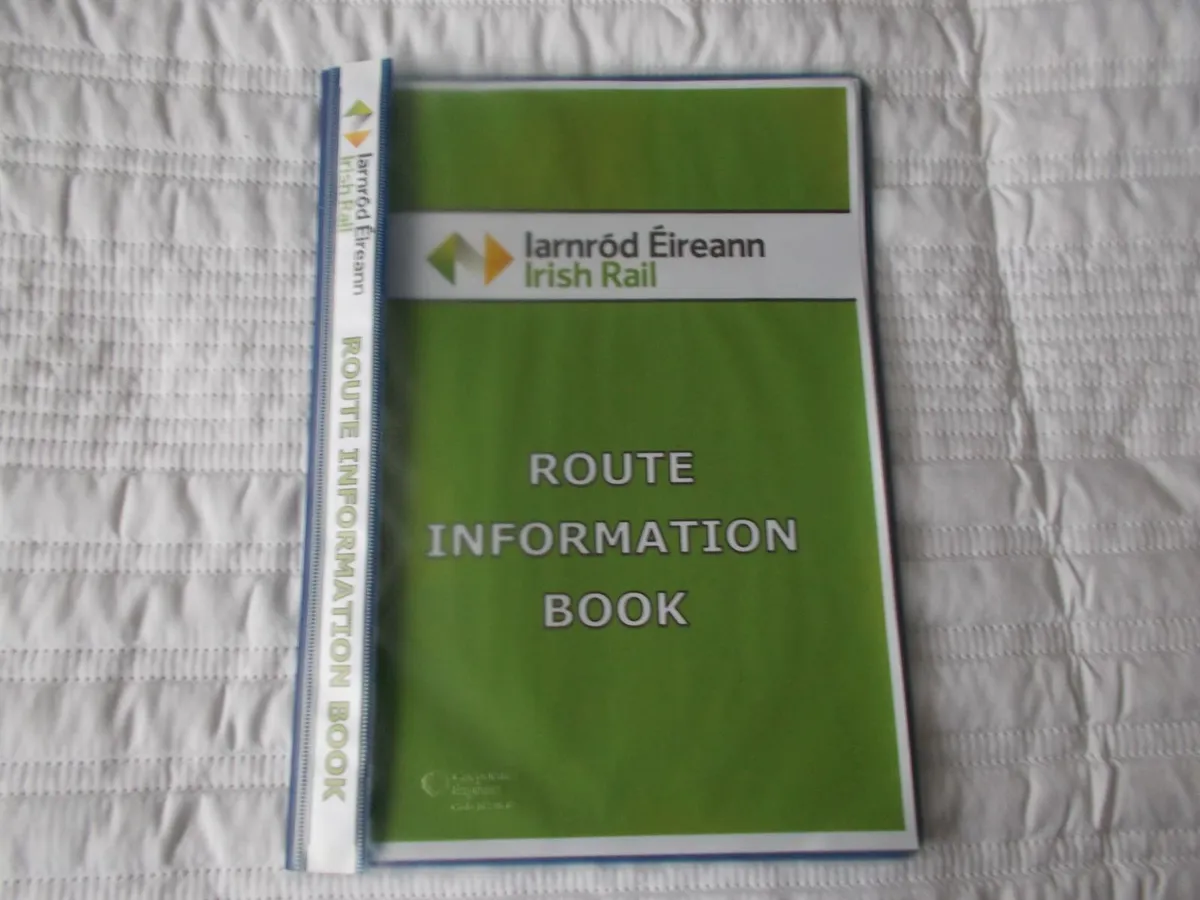 Iarnród Éireann
Irish Rail
ROUTE INFORMATION BOOK
Iarnród Éireann
Irish Rail
ROUTE
INFORMATION
BOOK